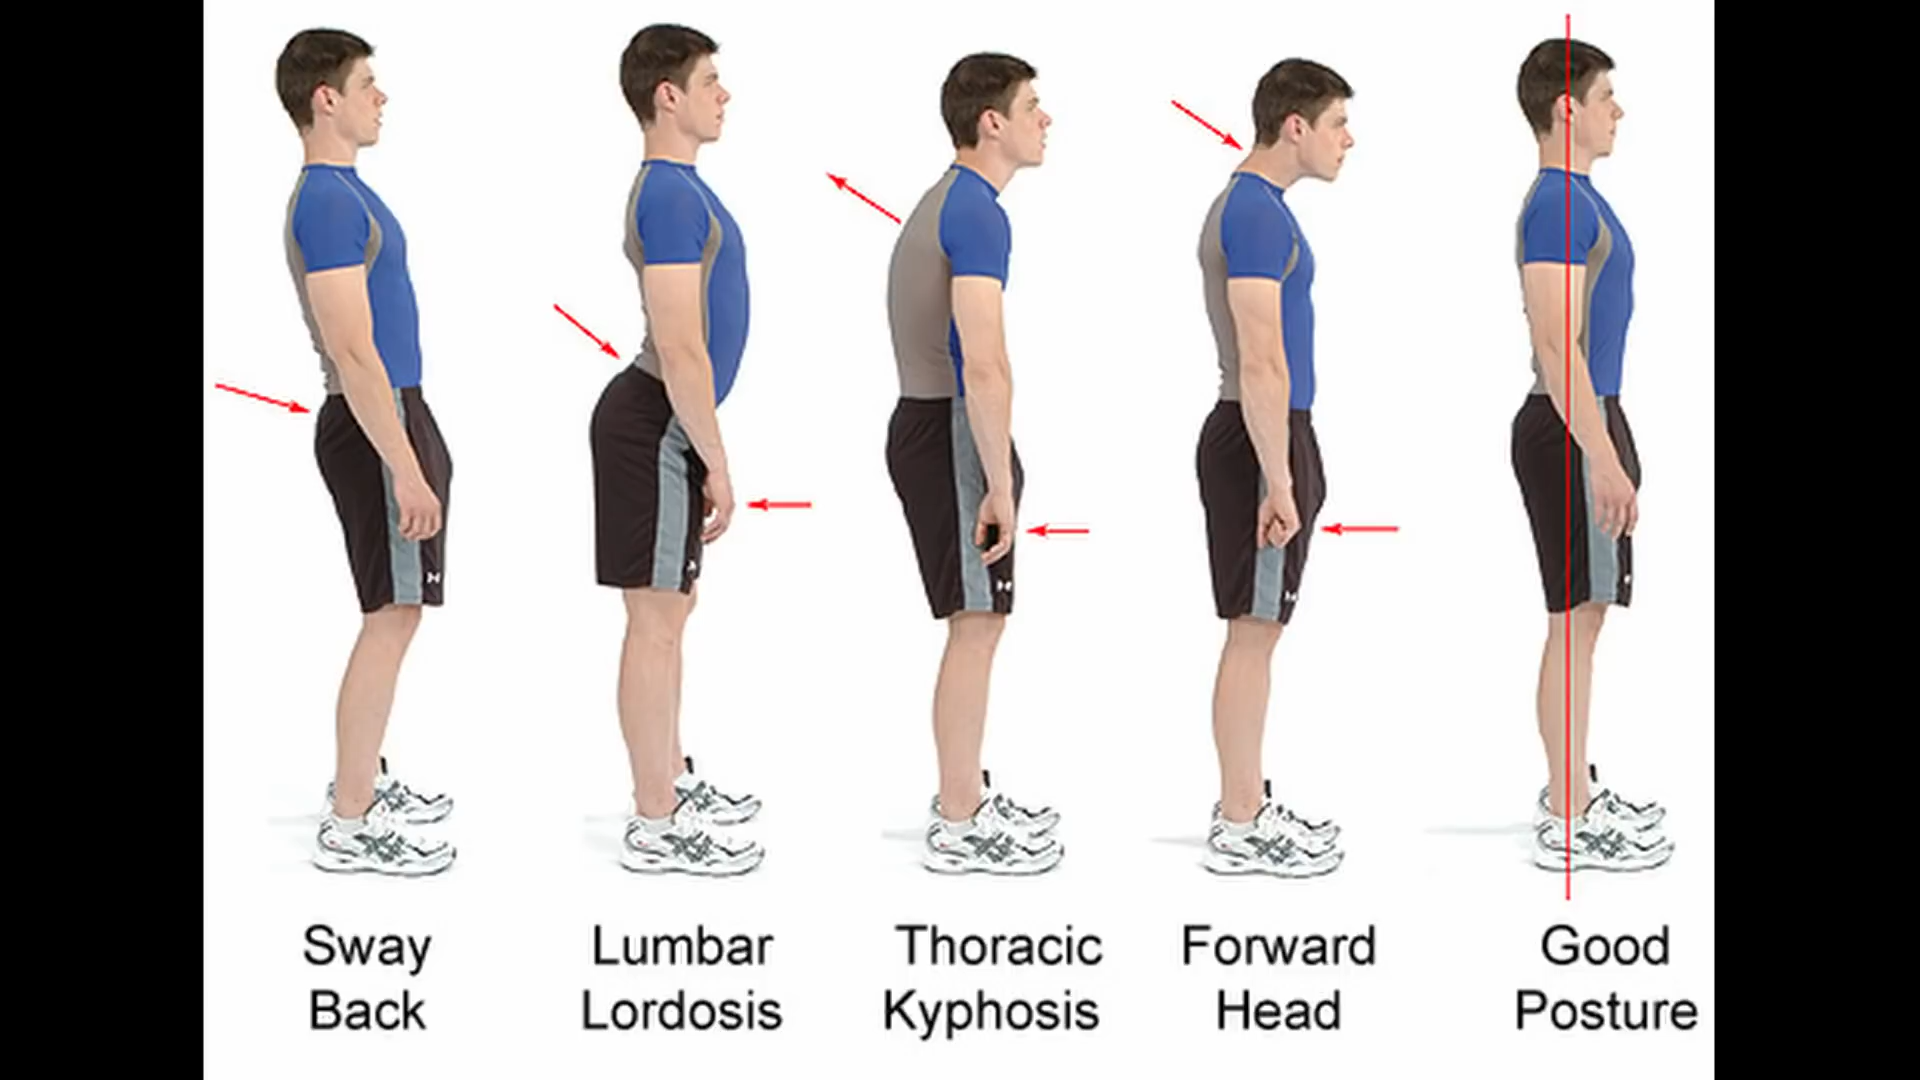 Sway
Back
Lumbar
Lordosis
Thoracic
Kyphosis
Forward
Head
Good
Posture